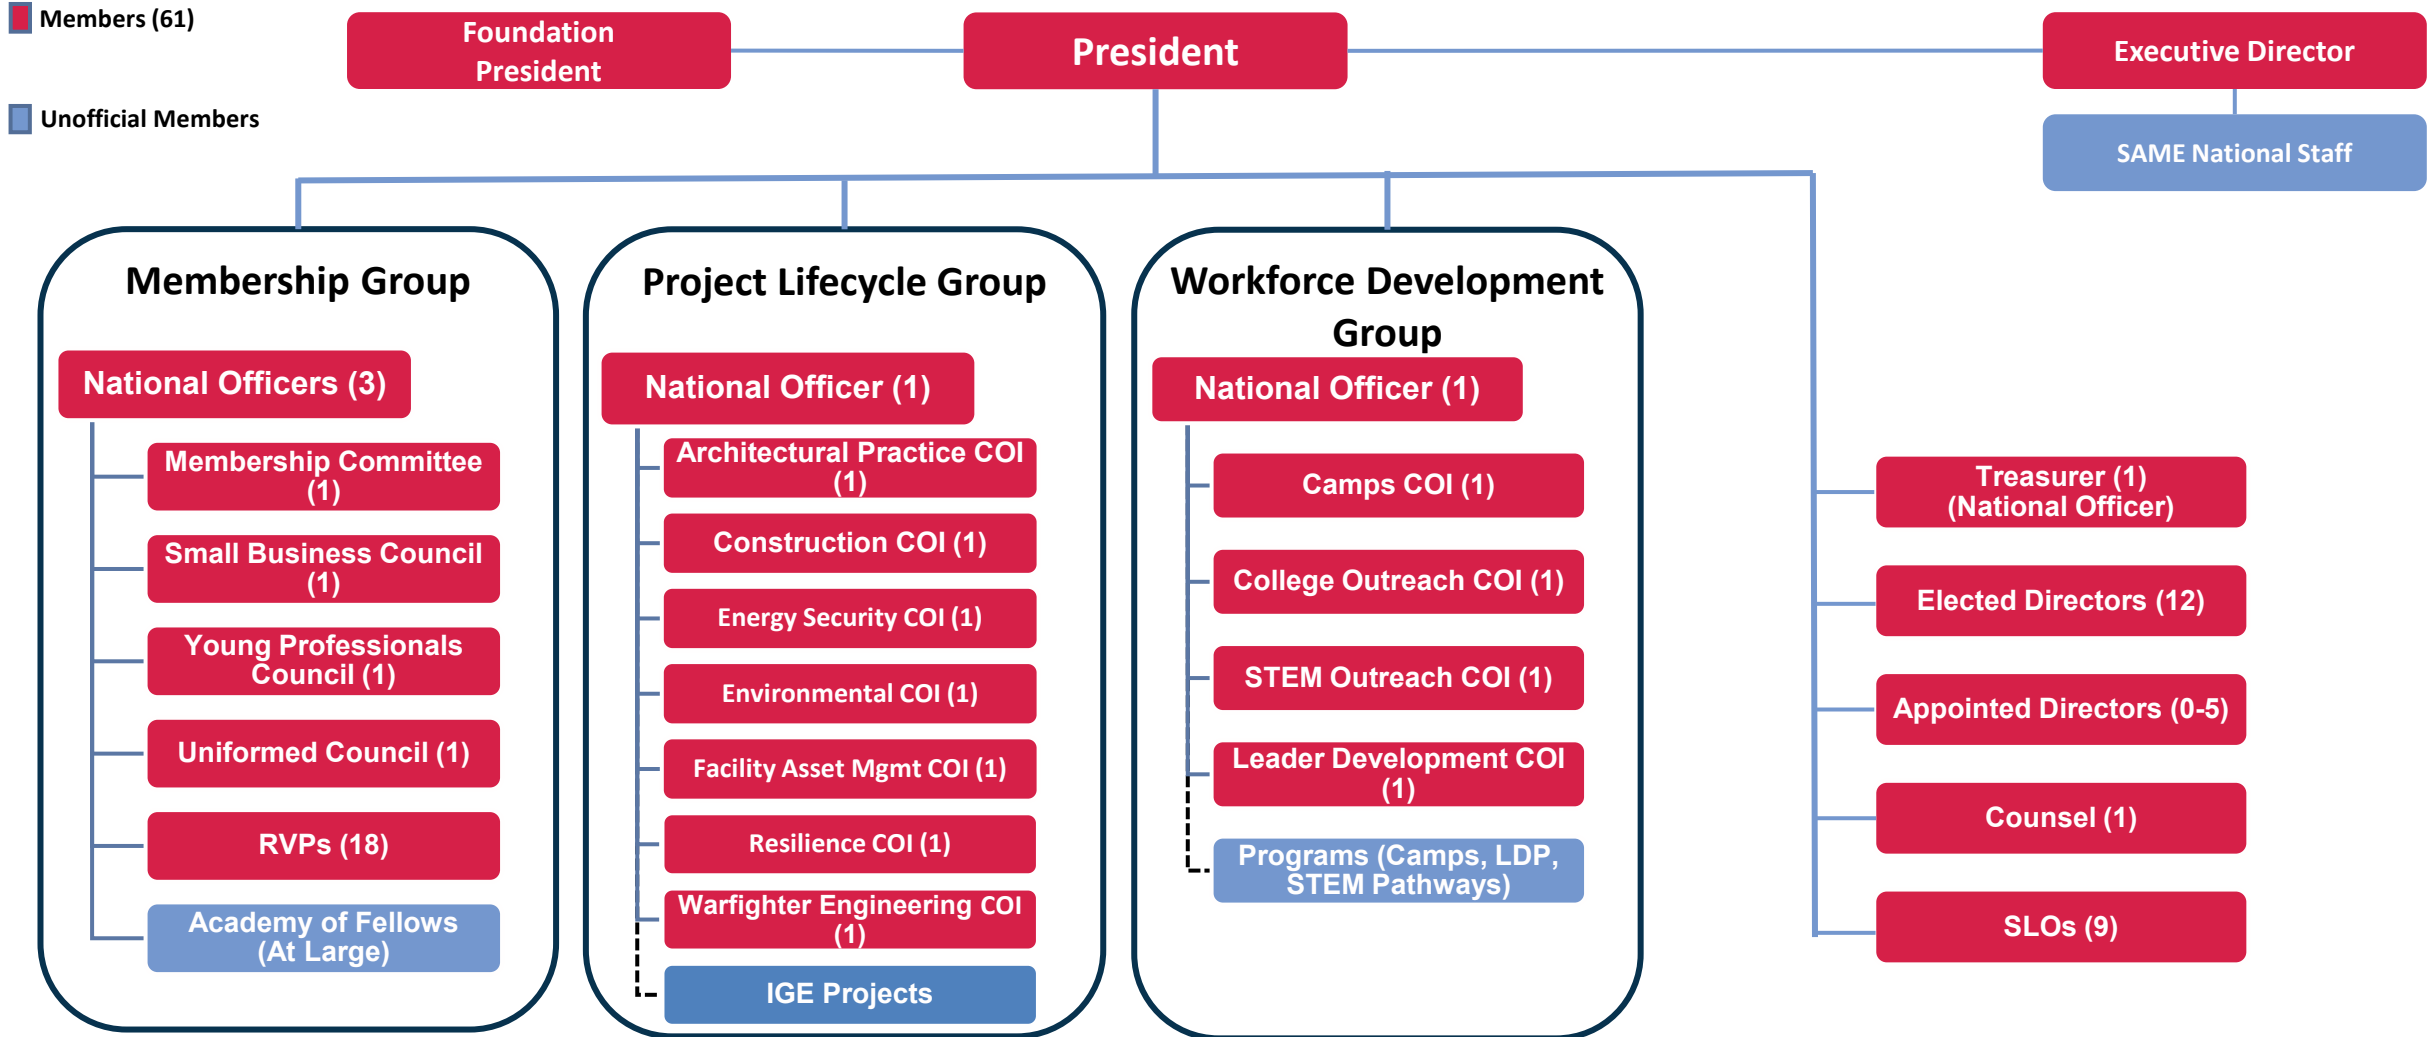 Members (61)
Unofficial Members
Foundation
President
President
Executive Director
SAME National Staff
Membership Group
National Officers (3)
Membership Committee
(1)
Small Business Council
(1)
Young Professionals
Council (1)
Uniformed Council (1)
RVPs (18)
Academy of Fellows
(At Large)
Project Lifecycle Group
National Officer (1)
Architectural Practice COI
(1)
Construction COI (1)
Energy Security COI (1)
Environmental COI (1)
Facility Asset Mgmt COI (1)
Resilience COI (1)
Warfighter Engineering COI
(1)
IGE Projects
Workforce Development
Group
National Officer (1)
Camps COI (1)
College Outreach COI (1)
STEM Outreach COI (1)
Leader Development COI
(1)
Programs (Camps, LDP,
STEM Pathways)
Treasurer (1)
(National Officer)
Elected Directors (12)
Appointed Directors (0-5)
Counsel (1)
SLOs (9)